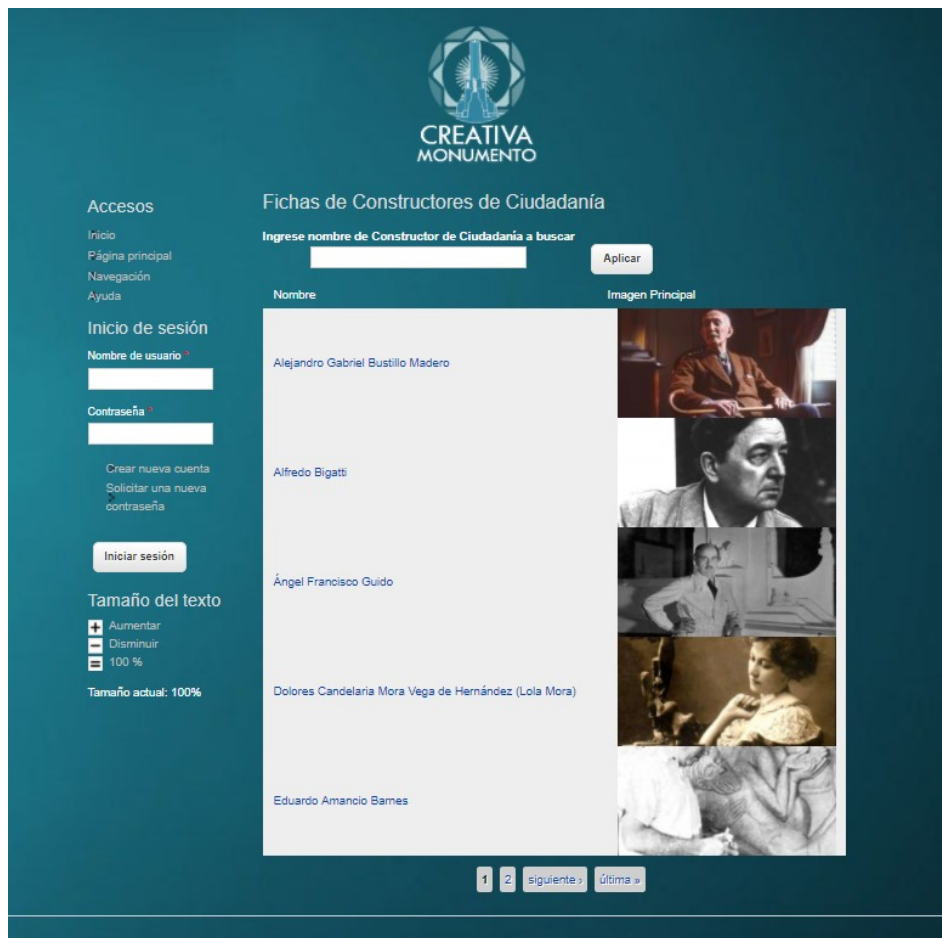 CREATIVA
MONUMENTO
Accesos
Inicio
Página principal
Navegación
Ayuda
Inicio de sesión
Nombre de usuario *
Contraseña *
Crear nueva cuenta
Solicitar una nueva
contraseña
Iniciar sesión
Tamaño del texto
+ Aumentar
- Disminuir
= 100 %
Tamaño actual: 100%
Fichas de Constructores de Ciudadanía
Ingrese nombre de Constructor de Ciudadanía a buscar
Aplicar
Nombre Imagen Principal
Alejandro Gabriel Bustillo Madero
Alfredo Bigatti
Ángel Francisco Guido
Dolores Candelaria Mora Vega de Hernández (Lola Mora)
Eduardo Amancio Barnes
1 2 siguiente › última »